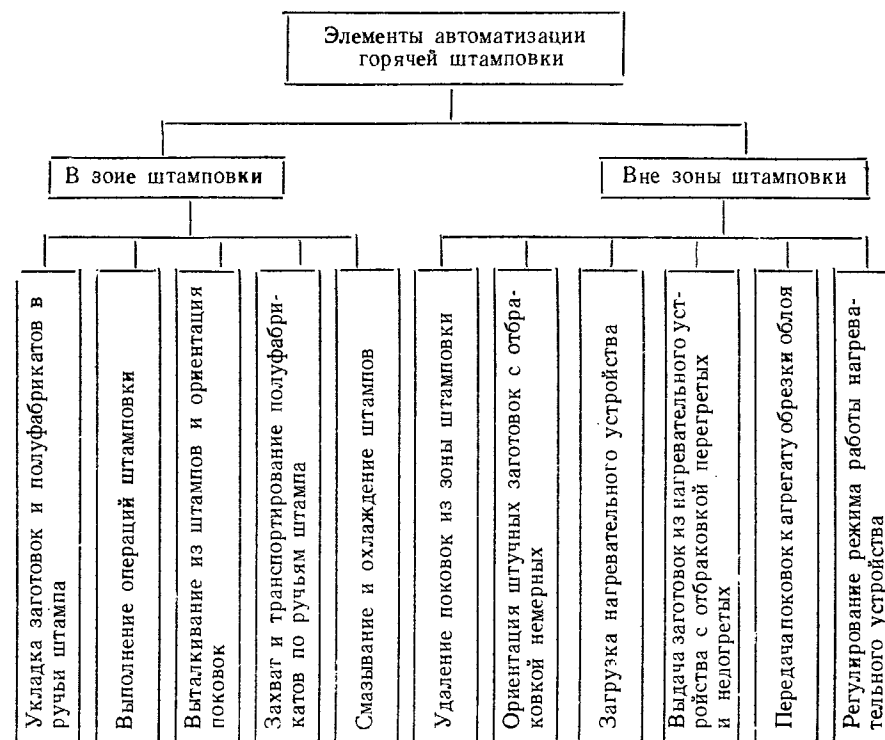 Элементы автоматизации
горячей штамповки
В зоне штамповки
Вне зоны штамповки
Укладка заготовок и полуфабрикатов в
ручьи штампа
Выполнение операций штамповки
Выталкивание из штампов и ориентация
поковок
Захват и транспортирование полуфабри-
катов по ручьям штампа
Смазывание и охлаждение штампов
Удаление поковок из зоны штамповки
Ориентация штучных заготовок с отбра-
ковкой немерных
Загрузка нагревательного устройства
Выдача заготовок из нагревательного уст-
ройства с отбраковкой перегретых
и недогретых
Передача поковок к агрегату обрезки облоя
Регулирование режима работы нагрева-
тельного устройства